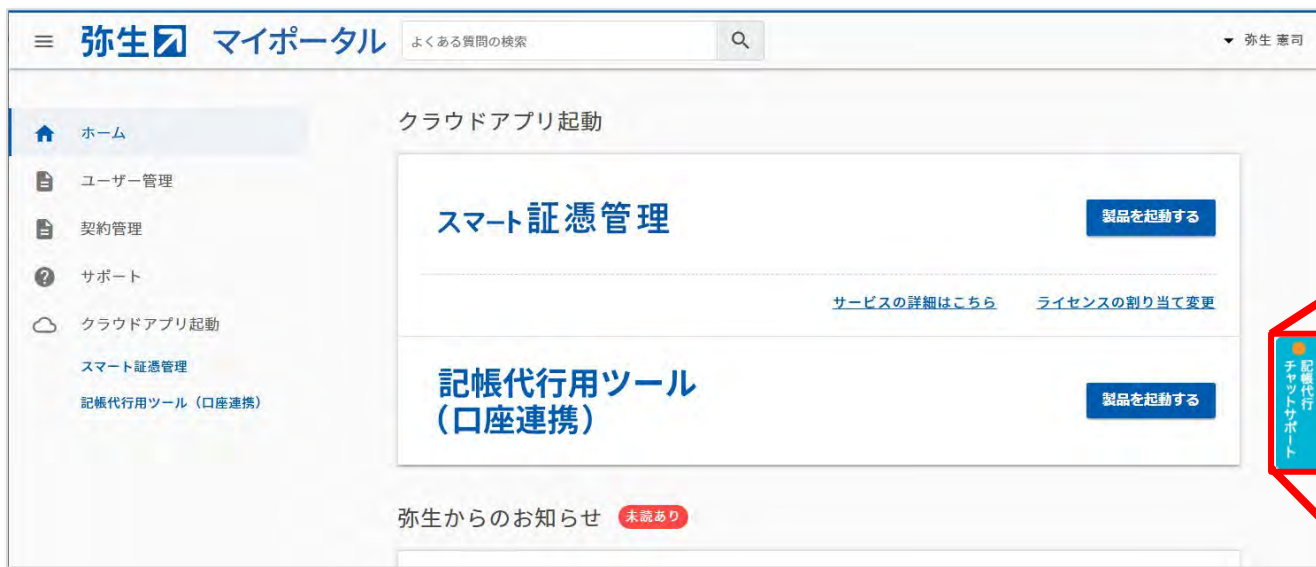 弥生 マイポータル
よくある質問の検索
弥生 憲司
ホーム
ユーザー管理
契約管理
サポート
クラウドアプリ起動
スマート証憑管理
記帳代行用ツール（口座連携）
クラウドアプリ起動
スマート証憑管理
製品を起動する
サービスの詳細はこちら
ライセンスの割り当て変更
記帳代行用ツール
（口座連携）
製品を起動する
弥生からのお知らせ
未読あり
記帳代行
チャットサポート